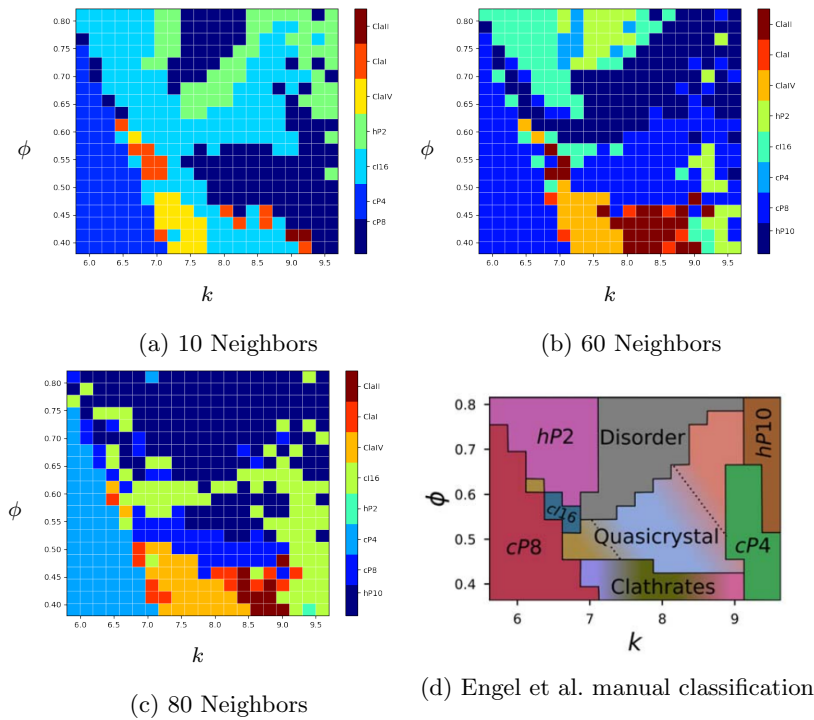 0.80
0.75
0.70
0.65
0.60
0.55
0.50
0.45
0.40
ϕ
6.0 6.5 7.0 7.5 8.0 8.5 9.0 9.5
k
ClaII
ClaI
ClaIV
hP2
cI16
cP4
cP8
(a) 10 Neighbors
0.80
0.75
0.70
0.65
0.60
0.55
0.50
0.45
0.40
ϕ
6.0 6.5 7.0 7.5 8.0 8.5 9.0 9.5
k
ClaII
ClaI
ClaIV
hP2
cI16
cP4
cP8
hP10
(b) 60 Neighbors
0.80
0.75
0.70
0.65
0.60
0.55
0.50
0.45
0.40
ϕ
6.0 6.5 7.0 7.5 8.0 8.5 9.0 9.5
k
ClaII
ClaI
ClaIV
cI16
hP2
cP4
cP8
hP10
(c) 80 Neighbors
0.8
0.7
0.6
0.5
0.4
ϕ
hP2
Disorder
hP10
cI16
cP8
Quasicrystal
cP4
Clathrates
6 7 8 9
k
(d) Engel et al. manual classification